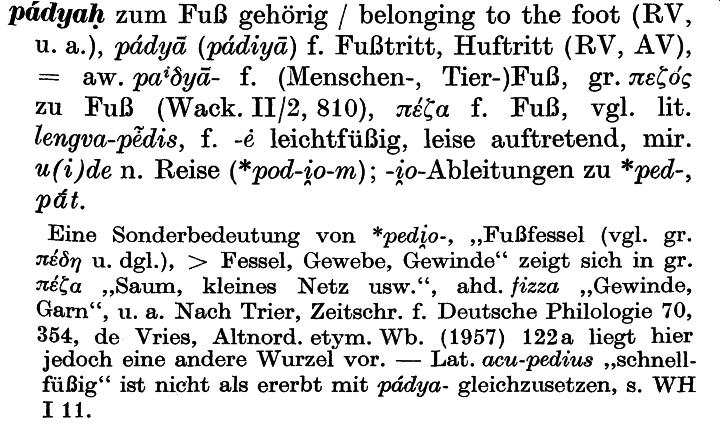 pádyaḥ zum Fuß gehörig / belonging to the foot (RV,
u. a.), pádyā (pádiyā) f. Fußtritt, Huftritt (RV, AV),
= aw. paⁱδyā- f. (Menschen-, Tier-)Fuß, gr. πεζός
zu Fuß (Wack. II/2, 810), πέζα f. Fuß, vgl. lit.
lengva-pė̃dis, f. -ė leichtfüßig, leise auftretend, mir.
u(i)de n. Reise (*pod-i̯o-m); -i̯o-Ableitungen zu *ped-,
pā́t.
Eine Sonderbedeutung von *pedi̯o-, „Fußfessel (vgl. gr.
πέδη u. dgl.), > Fessel, Gewebe, Gewinde“ zeigt sich in gr.
πέζα „Saum, kleines Netz usw.“, ahd. fizza „Gewinde,
Garn“, u. a. Nach Trier, Zeitschr. f. Deutsche Philologie 70,
354, de Vries, Altnord. etym. Wb. (1957) 122a liegt hier
jedoch eine andere Wurzel vor. — Lat. acu-pedius „schnell-
füßig“ ist nicht als ererbt mit pádya- gleichzusetzen, s. WH
I 11.